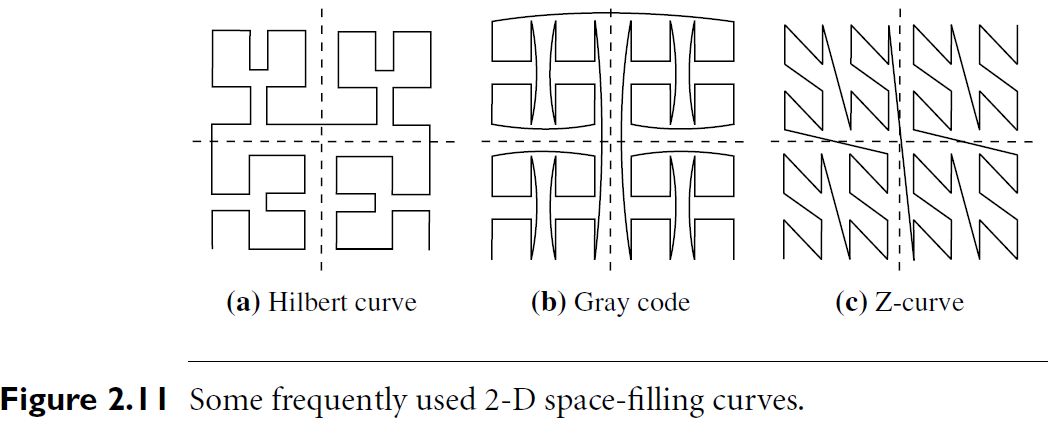 (a) Hilbert curve
(b) Gray code
(c) Z-curve
Figure 2.11 Some frequently used 2-D space-filling curves.